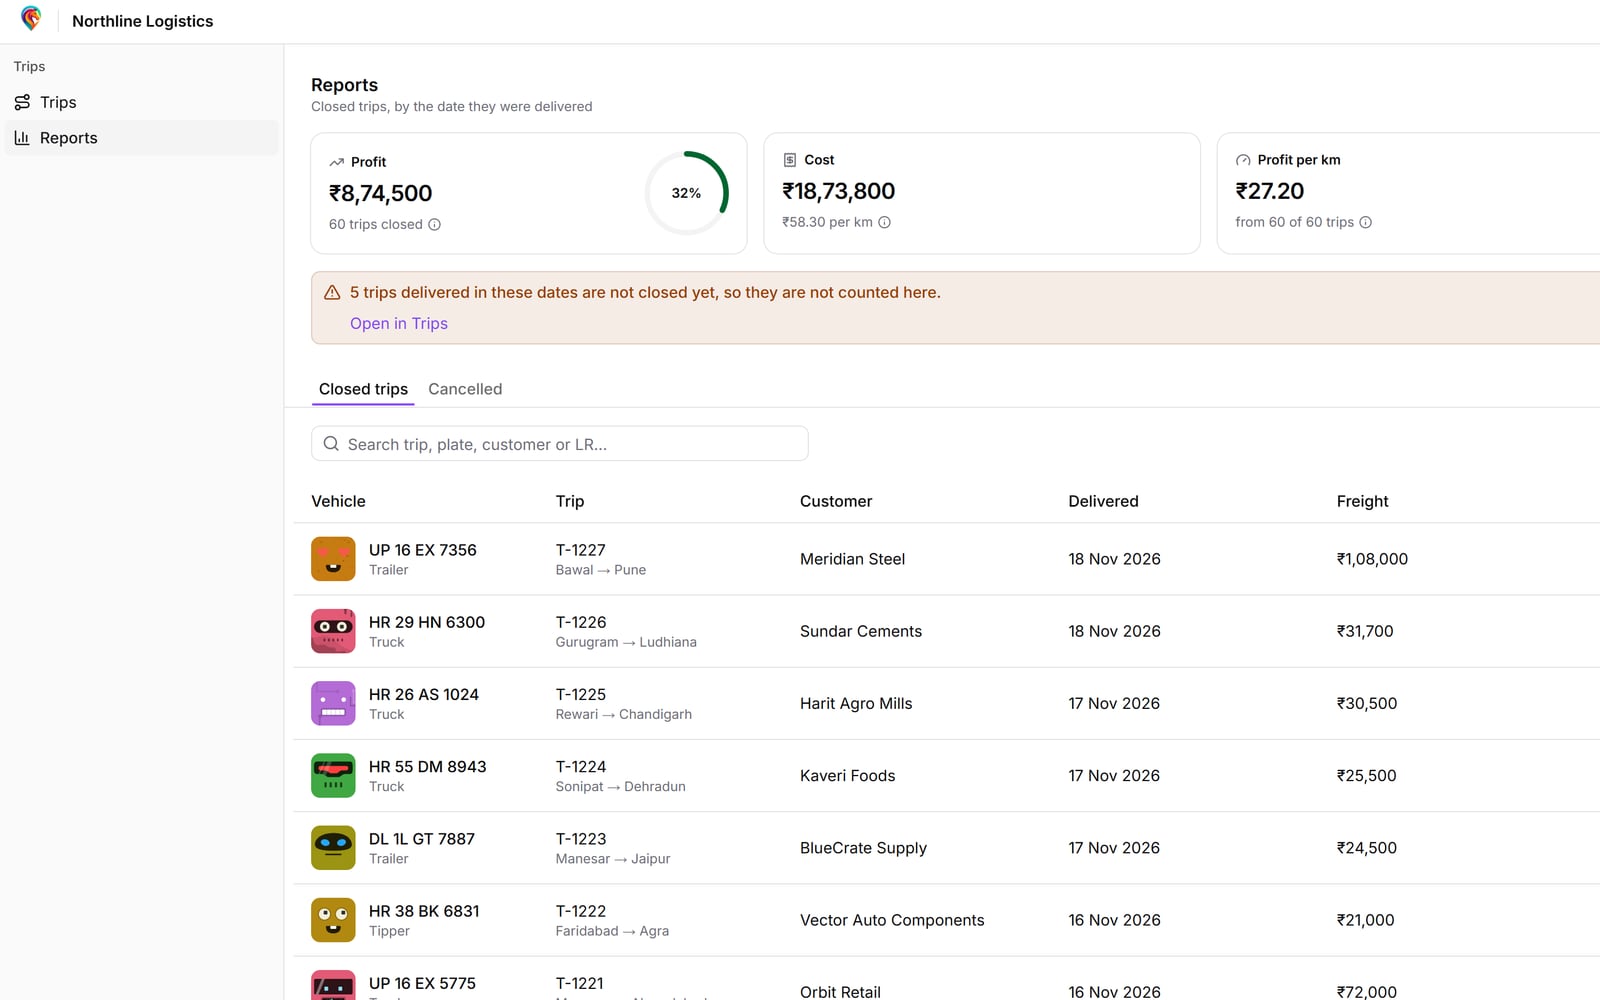 Northline Logistics
Trips
Trips
Reports
Reports
Closed trips, by the date they were delivered
Profit
₹8,74,500
60 trips closed
32%
Cost
₹18,73,800
₹58.30 per km
Profit per km
₹27.20
from 60 of 60 trips
5 trips delivered in these dates are not closed yet, so they are not counted here.
Open in Trips
Closed trips
Cancelled
Search trip, plate, customer or LR...
Vehicle Trip Customer Delivered Freight
UP 16 EX 7356
Trailer
T-1227
Bawal → Pune
Meridian Steel
18 Nov 2026
₹1,08,000
HR 29 HN 6300
Truck
T-1226
Gurugram → Ludhiana
Sundar Cements
18 Nov 2026
₹31,700
HR 26 AS 1024
Truck
T-1225
Rewari → Chandigarh
Harit Agro Mills
17 Nov 2026
₹30,500
HR 55 DM 8943
Truck
T-1224
Sonipat → Dehradun
Kaveri Foods
17 Nov 2026
₹25,500
DL 1L GT 7887
Trailer
T-1223
Manesar → Jaipur
BlueCrate Supply
17 Nov 2026
₹24,500
HR 38 BK 6831
Tipper
T-1222
Faridabad → Agra
Vector Auto Components
16 Nov 2026
₹21,000
UP 16 EX 5775
T-1221
Orbit Retail
16 Nov 2026
₹72,000